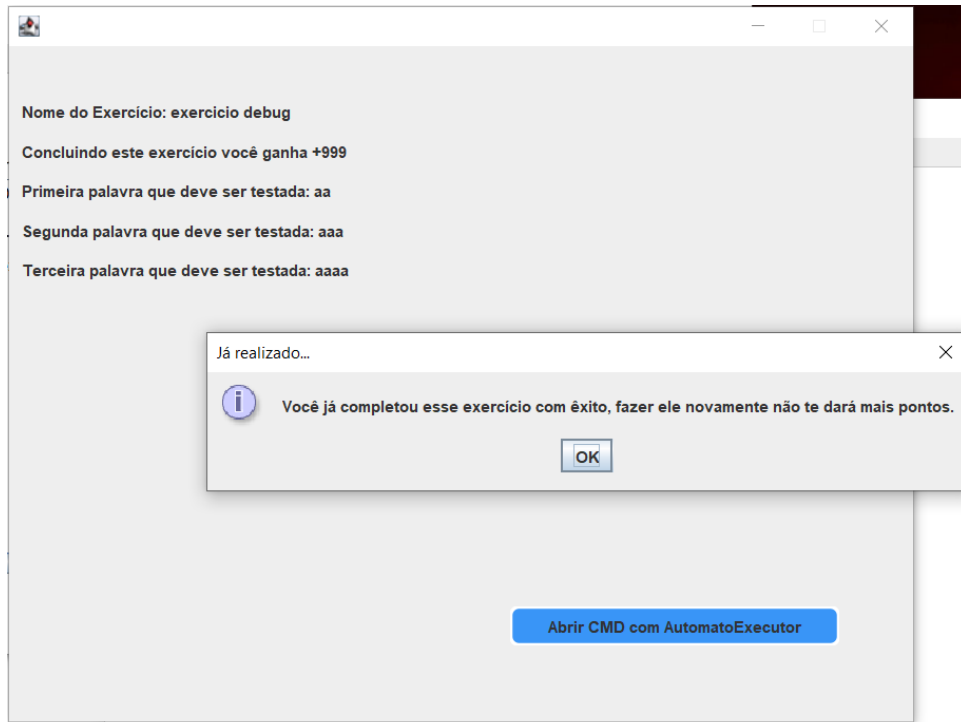 Nome do Exercício: exercicio debug
Concluindo este exercício você ganha +999
Primeira palavra que deve ser testada: aa
Segunda palavra que deve ser testada: aaa
Terceira palavra que deve ser testada: aaaa
Já realizado...
Você já completou esse exercício com êxito, fazer ele novamente não te dará mais pontos.
OK
Abrir CMD com AutomatoExecutor